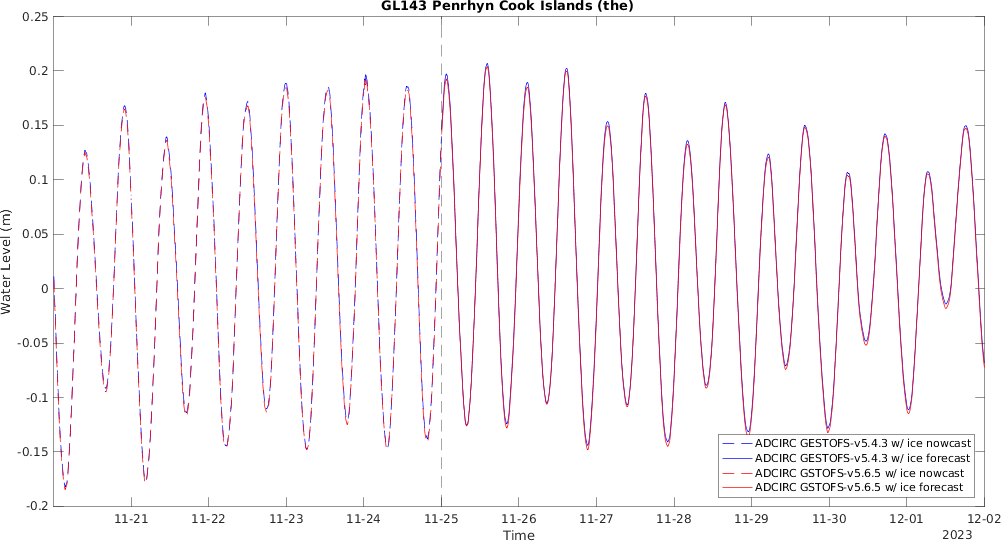 GL143 Penrhyn Cook Islands (the)
0.25
0.2
0.15
0.1
0.05
0
-0.05
-0.1
-0.15
-0.2
Water Level (m)
ADCIRC GESTOFS-v5.4.3 w/ ice nowcast
ADCIRC GESTOFS-v5.4.3 w/ ice forecast
ADCIRC GSTOFS-v5.6.5 w/ ice nowcast
ADCIRC GSTOFS-v5.6.5 w/ ice forecast
11-21 11-22 11-23 11-24 11-25 11-26 11-27 11-28 11-29 11-30 12-01 12-02
Time
2023